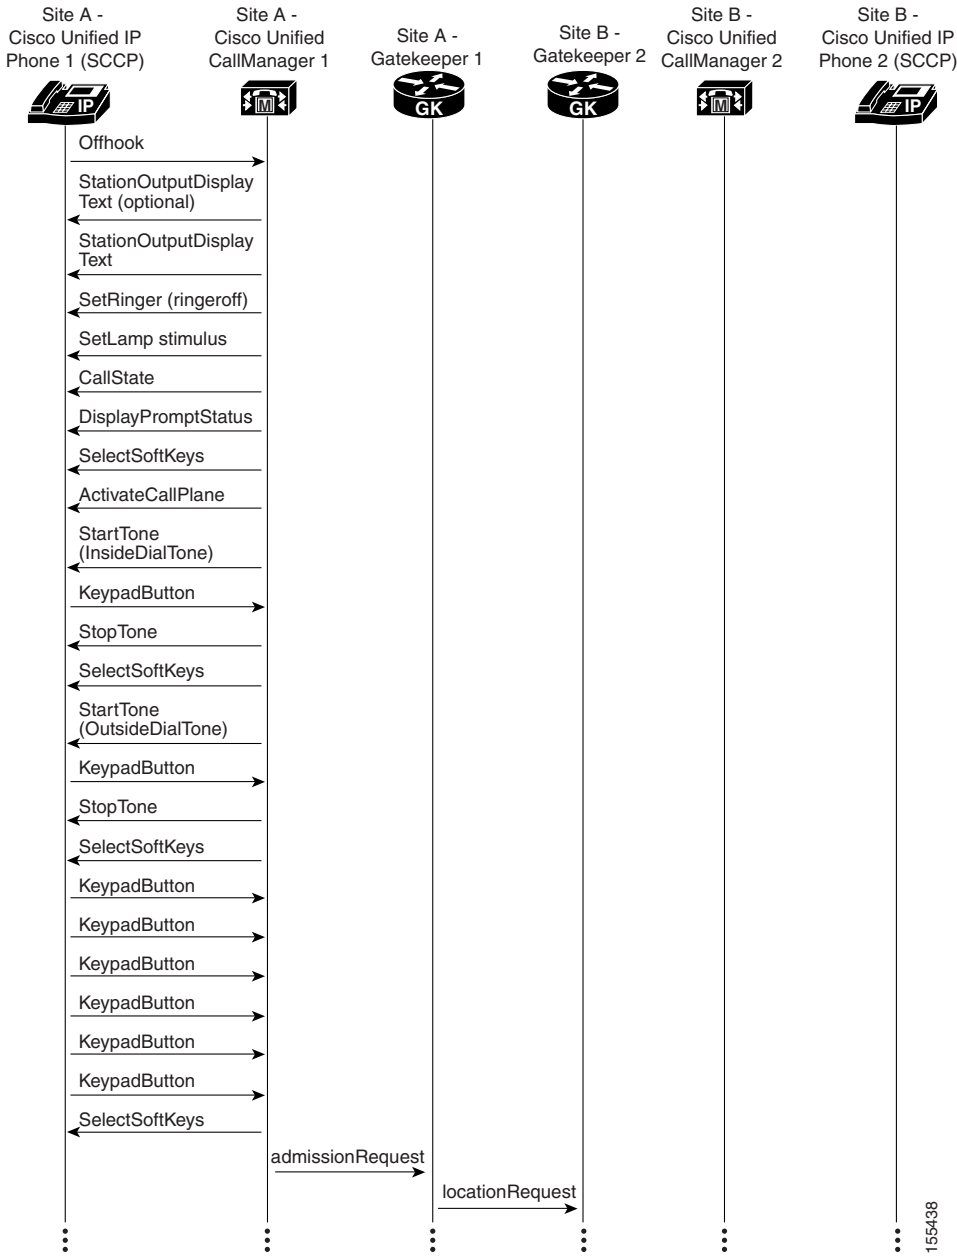 Site A -
Cisco Unified IP
Phone 1 (SCCP)
Site A -
Cisco Unified
CallManager 1
Site A -
Gatekeeper 1
Site B -
Gatekeeper 2
Site B -
Cisco Unified
CallManager 2
Site B -
Cisco Unified IP
Phone 2 (SCCP)
IP
M
GK
GK
M
IP
Offhook
StationOutputDisplay
Text (optional)
StationOutputDisplay
Text
SetRinger (ringeroff)
SetLamp stimulus
CallState
DisplayPromptStatus
SelectSoftKeys
ActivateCallPlane
StartTone
(InsideDialTone)
KeypadButton
StopTone
SelectSoftKeys
StartTone
(OutsideDialTone)
KeypadButton
StopTone
SelectSoftKeys
KeypadButton
KeypadButton
KeypadButton
KeypadButton
KeypadButton
KeypadButton
SelectSoftKeys
admissionRequest
locationRequest
155438